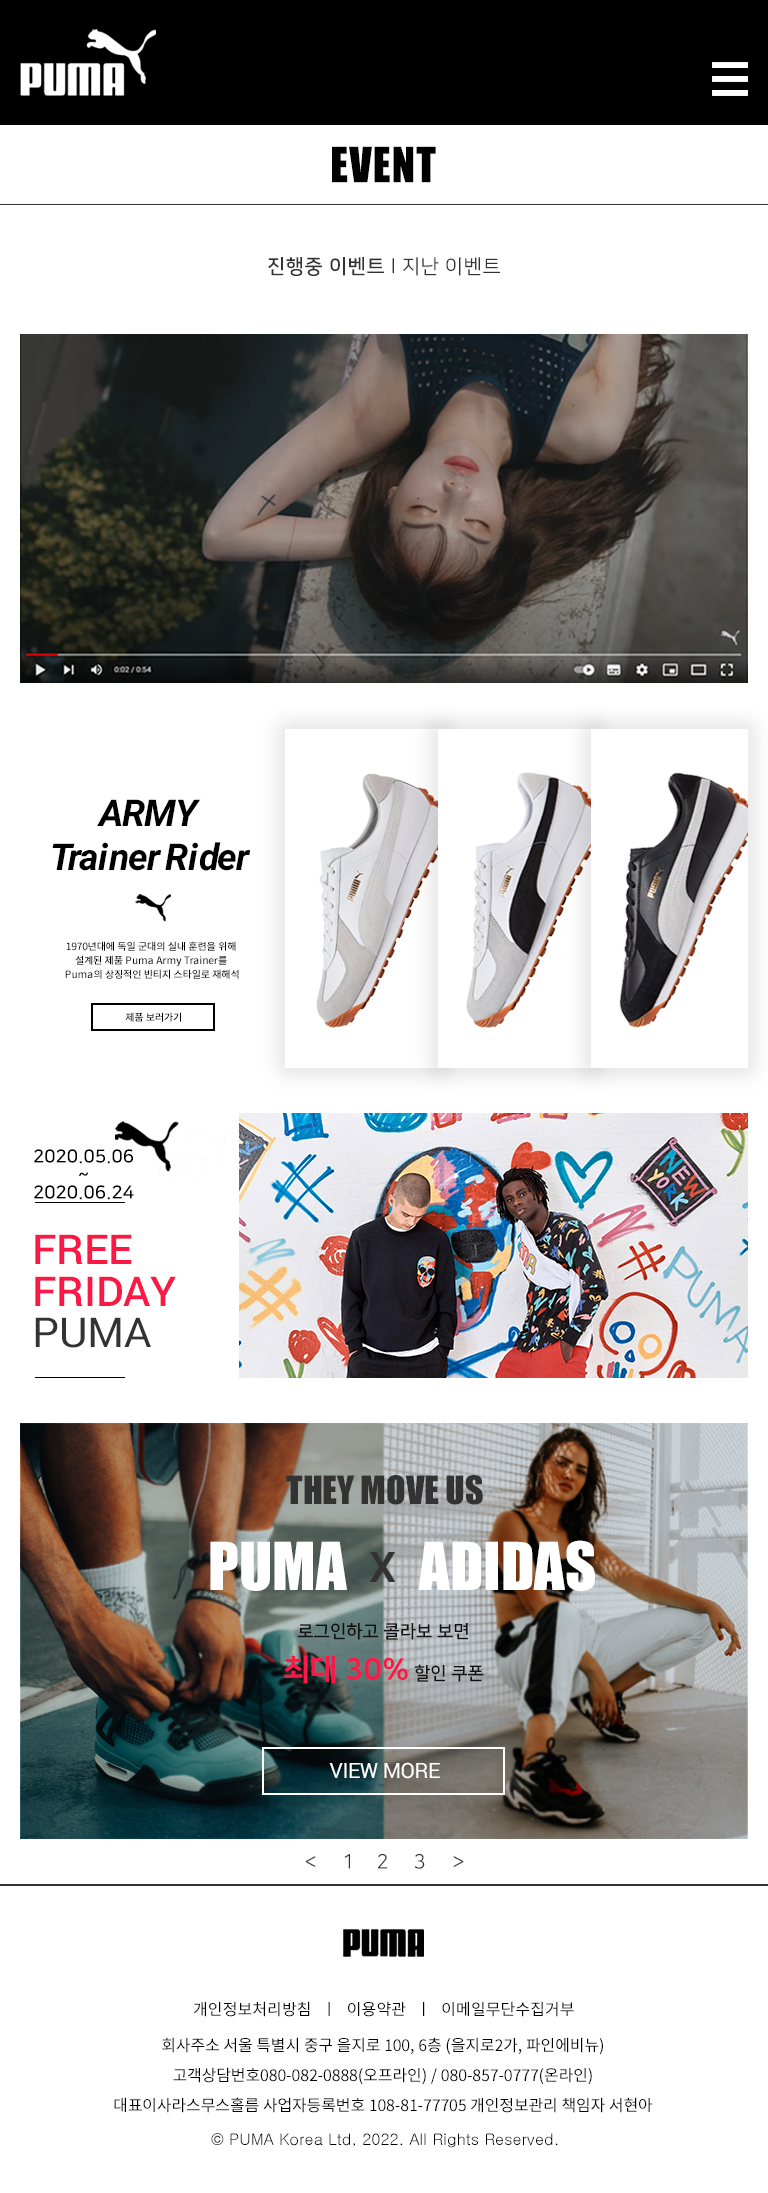 PUMA
EVENT
진행중 이벤트 I 지난 이벤트
0:02 / 0:54
ARMY
Trainer Rider
1970년대에 독일 군대의 실내 훈련을 위해
설계된 제품 Puma Army Trainer를
Puma의 상징적인 빈티지 스타일로 재해석
제품 보러가기
2020.05.06
~
2020.06.24
FREE
FRIDAY
PUMA
NEW
YORK
PUMA
THEY MOVE US
PUMA X ADIDAS
로그인하고 콜라보 보면
최대 30% 할인 쿠폰
VIEW MORE
< 1 2 3 >
PUMA
개인정보처리방침 | 이용약관 | 이메일무단수집거부
회사주소 서울 특별시 중구 을지로 100, 6층 (을지로2가, 파인에비뉴)
고객상담번호080-082-0888(오프라인) / 080-857-0777(온라인)
대표이사라스무스홀름 사업자등록번호 108-81-77705 개인정보관리 책임자 서현아
© PUMA Korea Ltd, 2022. All Rights Reserved.